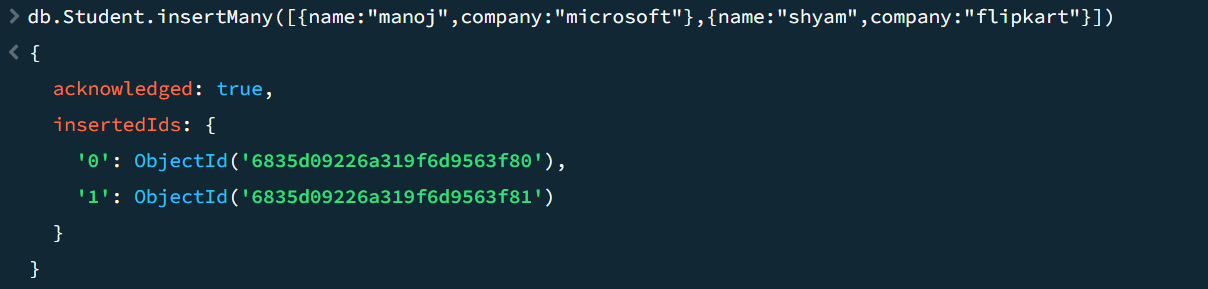 > db.Student.insertMany([{name:"manoj",company:"microsoft"},{name:"shyam",company:"flipkart"}])
< {
acknowledged: true,
insertedIds: {
'0': ObjectId('6835d09226a319f6d9563f80'),
'1': ObjectId('6835d09226a319f6d9563f81')
}
}